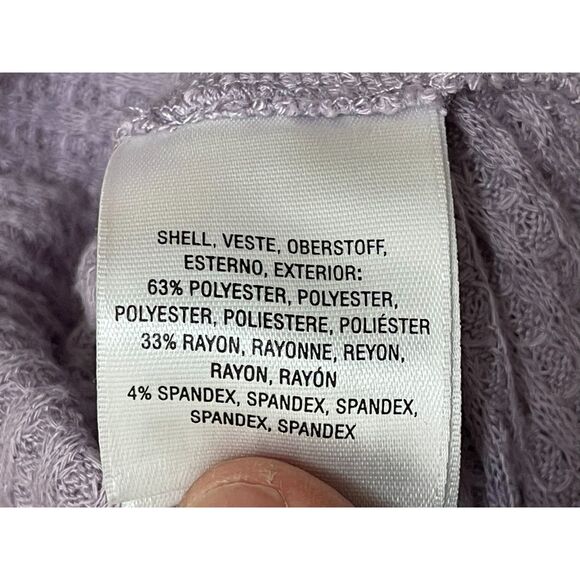 SHELL, VESTE, OBERSTOFF,
ESTERNO, EXTERIOR:
63% POLYESTER, POLYESTER,
POLYESTER, POLIESTERE, POLIÉSTER
33% RAYON, RAYONNE, REYON,
RAYON, RAYÓN
4% SPANDEX, SPANDEX, SPANDEX,
SPANDEX, SPANDEX